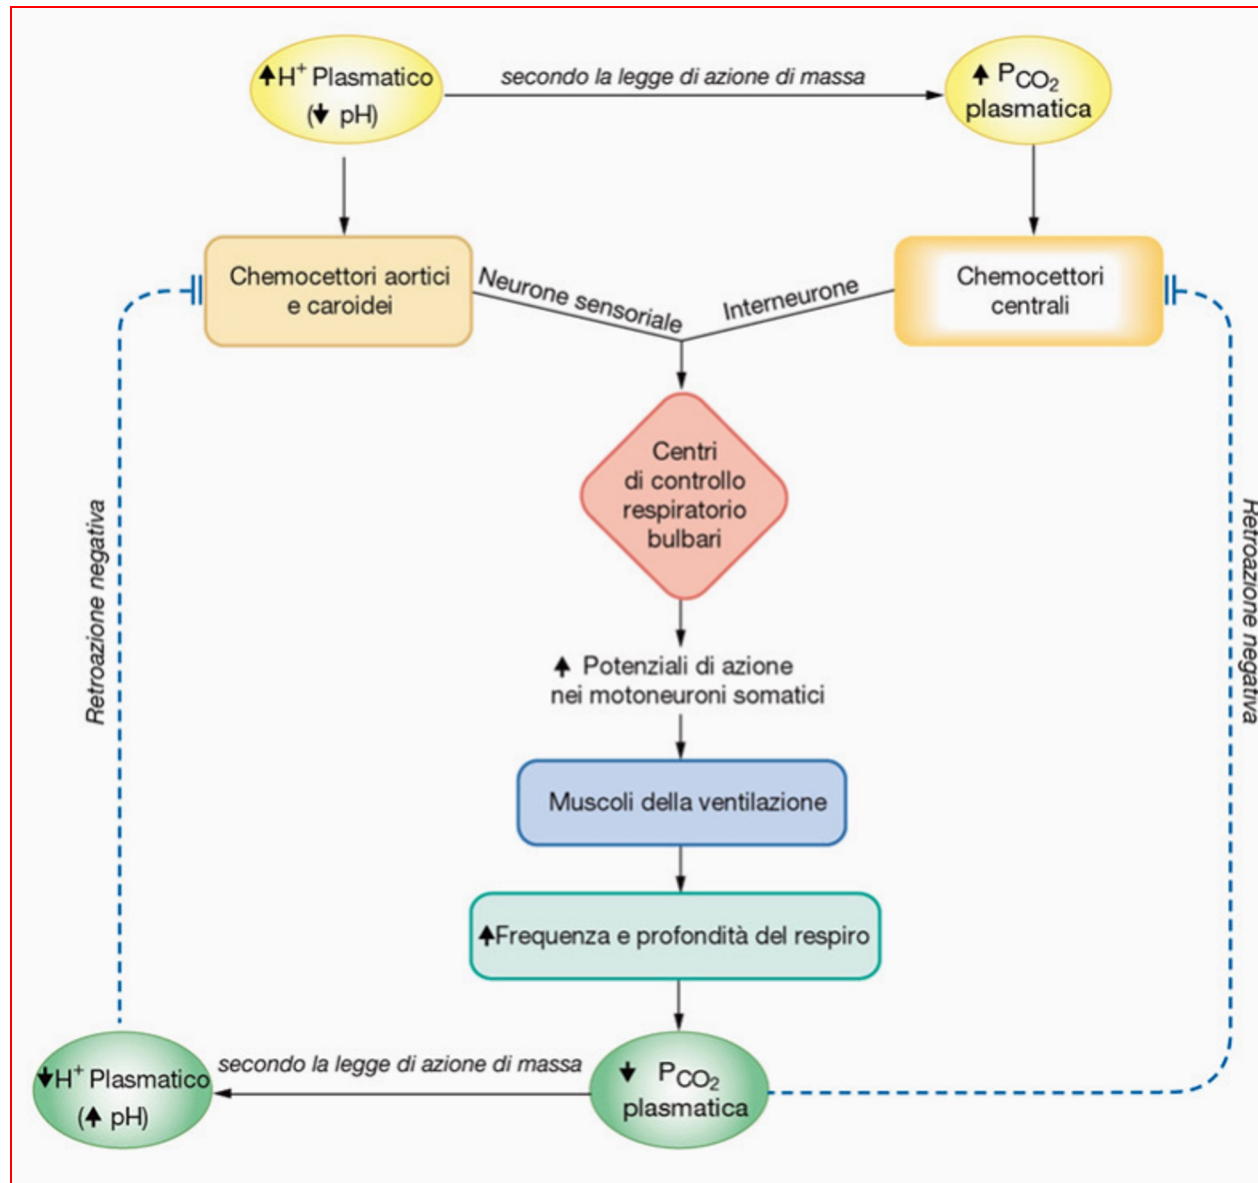 ↑H⁺ Plasmatico
(↓ pH)
secondo la legge di azione di massa
↑ PCO₂
plasmatica
Chemocettori aortici
e caroidei
Neurone sensoriale
Interneurone
Chemocettori
centrali
Centri
di controllo
respiratorio
bulbari
Retroazione negativa
Retroazione negativa
↑ Potenziali di azione
nei motoneuroni somatici
Muscoli della ventilazione
↑Frequenza e profondità del respiro
↓H⁺ Plasmatico
(↑ pH)
secondo la legge di azione di massa
↓ PCO₂
plasmatica